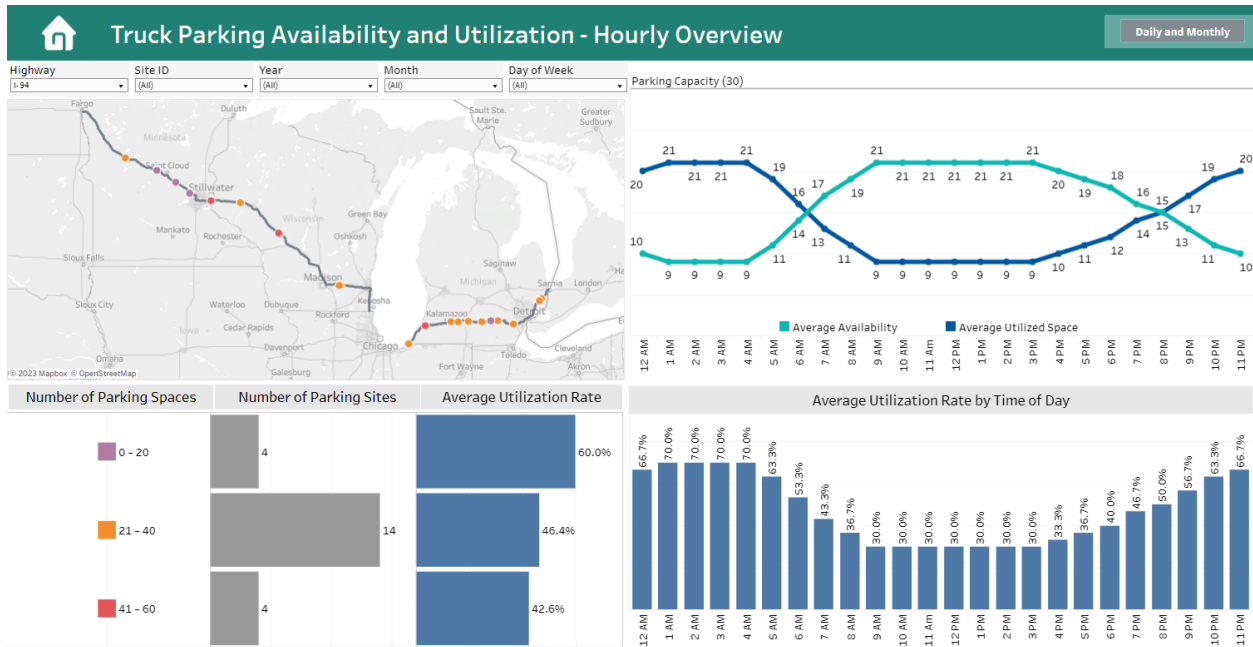 Truck Parking Availability and Utilization - Hourly Overview
Daily and Monthly
Highway
Site ID
Year
Month
Day of Week
I-94
(All)
(All)
(All)
(All)
Fargo
Duluth
Sault Ste. Marie
Greater Sudbury
Minnesota
Saint Cloud
Stillwater
Wisconsin
Green Bay
Mankato
Rochester
Oshkosh
Sioux Falls
Saginaw
Sarnia
London
Madison
Michigan
Sioux City
Waterloo
Dubuque
Kenosha
Kalamazoo
Detroit
Iowa
Cedar Rapids
Rockford
Chicago
Davenport
Toledo
Cleveland
Omaha
Galesburg
Fort Wayne
Akron
© 2023 Mapbox © OpenStreetMap
Parking Capacity (30)
21 21 21 21
20 19 16 17 19
21 21 21 21 21 21 21
20 19 18 16 15 17 19 20
10 9 9 9 9 11 14 13 11
9 9 9 9 9 9 9
10 11 12 14 15 13 11 10
Average Availability
Average Utilized Space
12 AM 1 AM 2 AM 3 AM 4 AM 5 AM 6 AM 7 AM 8 AM 9 AM 10 AM 11 Am 12 PM 1 PM 2 PM 3 PM 4 PM 5 PM 6 PM 7 PM 8 PM 9 PM 10 PM 11 PM
Number of Parking Spaces
Number of Parking Sites
Average Utilization Rate
0 - 20
4
60.0%
21 - 40
14
46.4%
41 - 60
4
42.6%
Average Utilization Rate by Time of Day
66.7% 70.0% 70.0% 70.0% 70.0% 63.3% 53.3% 43.3% 36.7% 30.0% 30.0% 30.0% 30.0% 30.0% 30.0% 30.0% 33.3% 36.7% 40.0% 46.7% 50.0% 56.7% 63.3% 66.7%
12 AM 1 AM 2 AM 3 AM 4 AM 5 AM 6 AM 7 AM 8 AM 9 AM 10 AM 11 Am 12 PM 1 PM 2 PM 3 PM 4 PM 5 PM 6 PM 7 PM 8 PM 9 PM 10 PM 11 PM